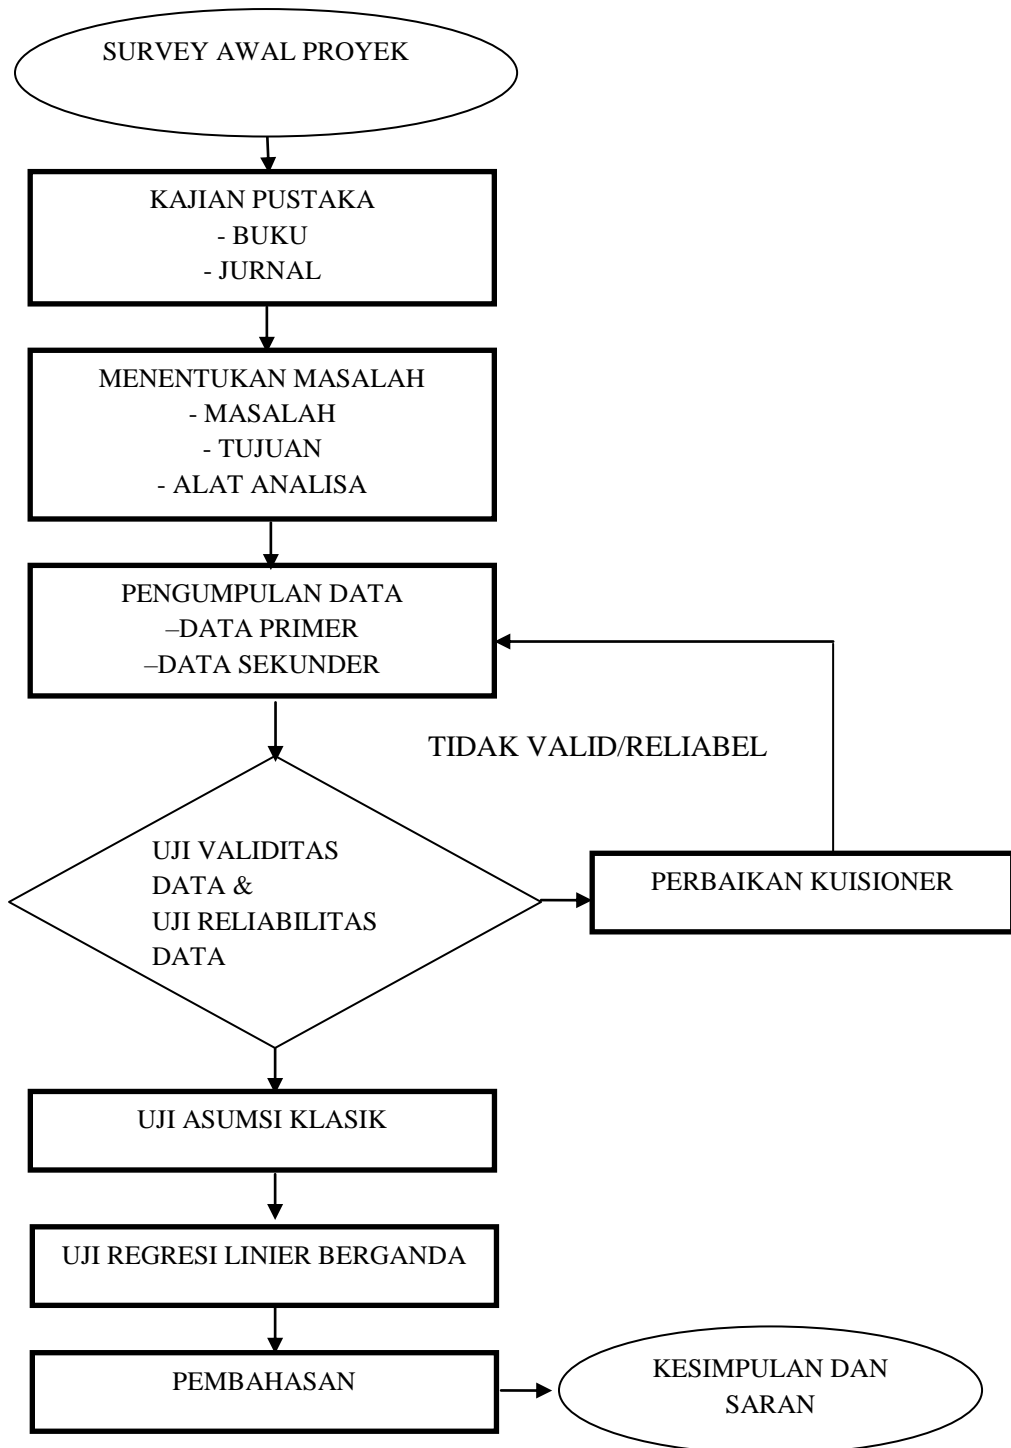 SURVEY AWAL PROYEK
KAJIAN PUSTAKA
- BUKU
- JURNAL
MENENTUKAN MASALAH
- MASALAH
- TUJUAN
- ALAT ANALISA
PENGUMPULAN DATA
–DATA PRIMER
–DATA SEKUNDER
TIDAK VALID/RELIABEL
UJI VALIDITAS
DATA &
UJI RELIABILITAS
DATA
PERBAIKAN KUISIONER
UJI ASUMSI KLASIK
UJI REGRESI LINIER BERGANDA
PEMBAHASAN
KESIMPULAN DAN
SARAN